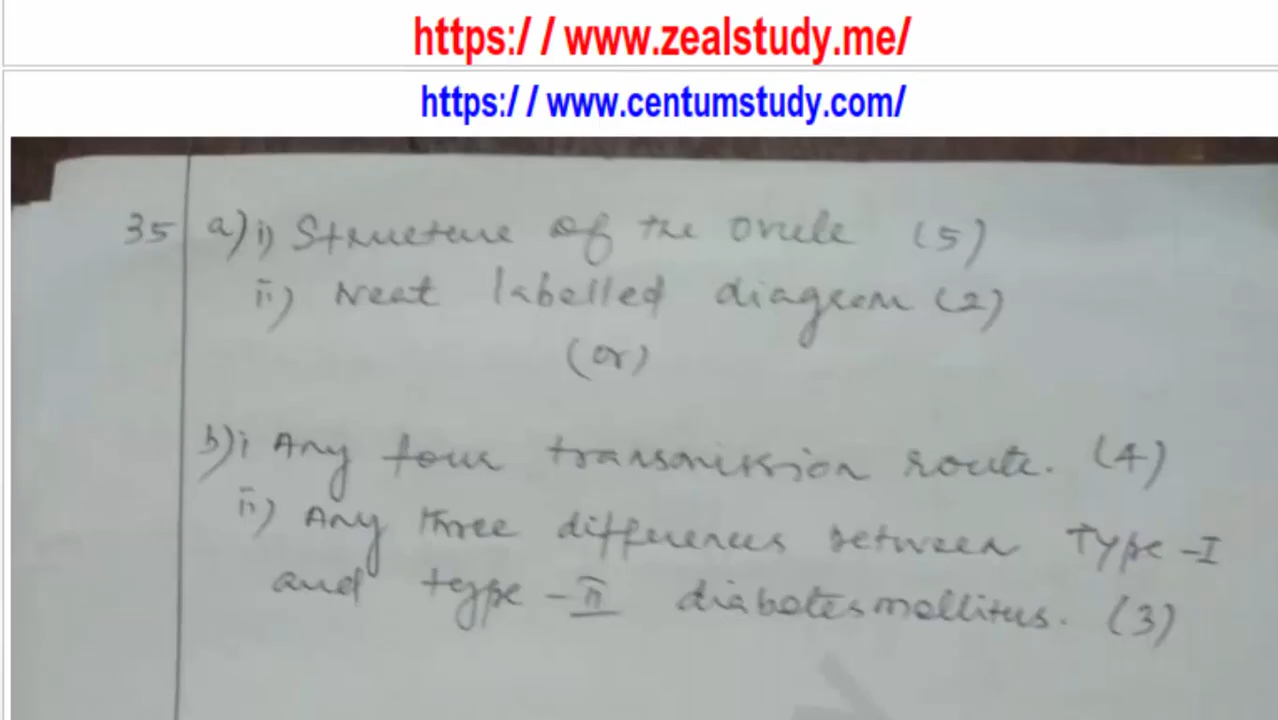 https:/ / www.zealstudy.me/
https:/ / www.centumstudy.com/
35 a) i) Structure of the Ovule (5)
ii) Neat labelled diagram (2)
(or)
b) i Any four transmission route. (4)
ii) Any three differences between Type -I
and type -II diabetes mellitus. (3)